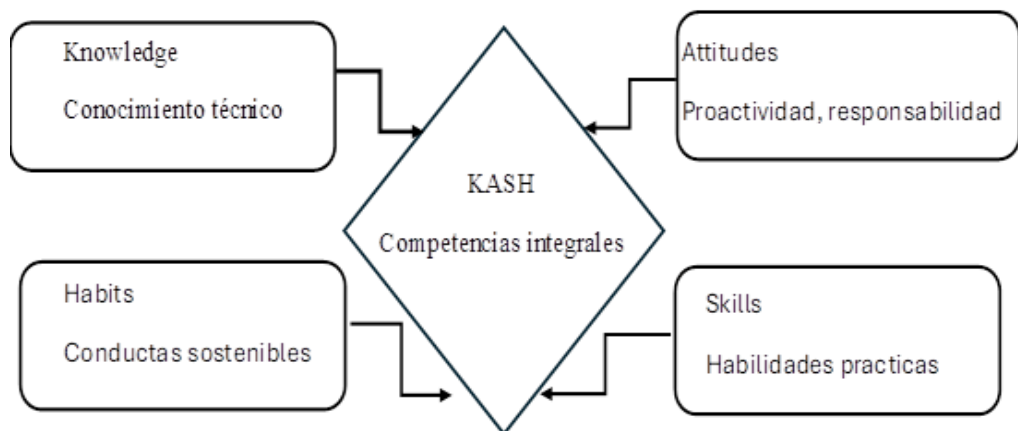 Knowledge
Conocimiento técnico
Attitudes
Proactividad, responsabilidad
KASH
Competencias integrales
Habits
Conductas sostenibles
Skills
Habilidades practicas